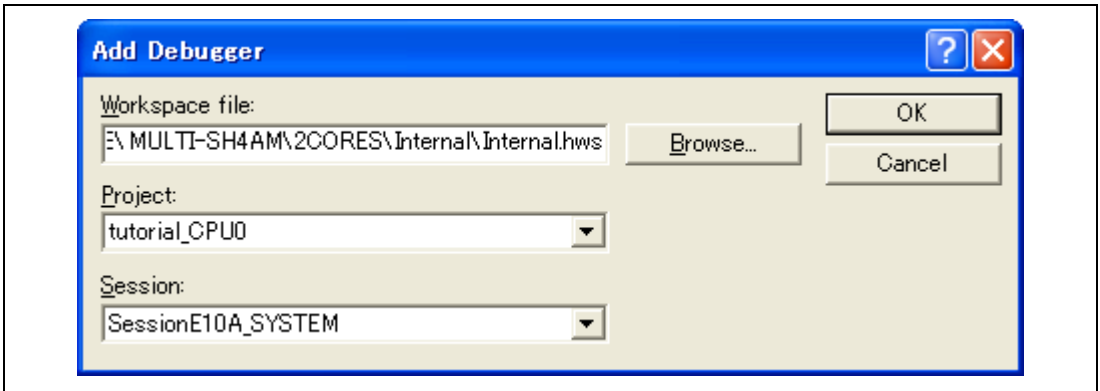 Add Debugger
Workspace file:
E\ MULTI-SH4AM\2CORES\Internal\Internal.hws
Browse...
OK
Cancel
Project:
tutorial_CPU0
Session:
SessionE10A_SYSTEM